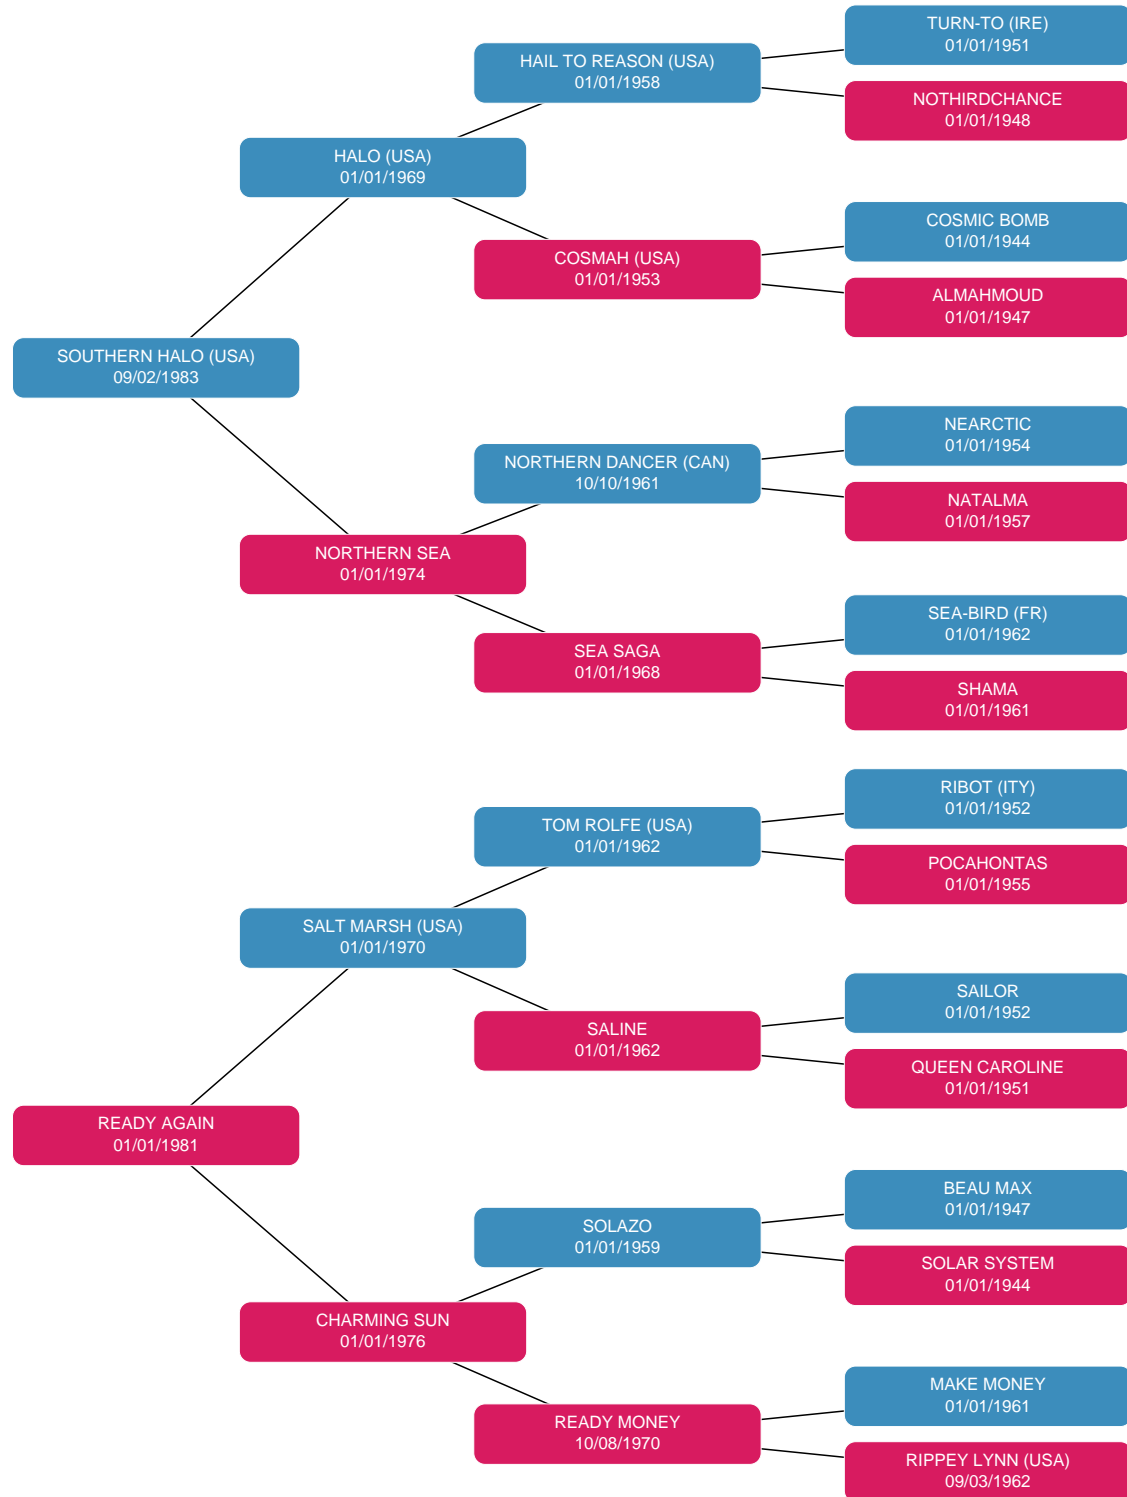 TURN-TO (IRE)
01/01/1951
HAIL TO REASON (USA)
01/01/1958
NOTHIRDCHANCE
01/01/1948
HALO (USA)
01/01/1969
COSMIC BOMB
01/01/1944
COSMAH (USA)
01/01/1953
ALMAHMOUD
01/01/1947
SOUTHERN HALO (USA)
09/02/1983
NEARCTIC
01/01/1954
NORTHERN DANCER (CAN)
10/10/1961
NATALMA
01/01/1957
NORTHERN SEA
01/01/1974
SEA-BIRD (FR)
01/01/1962
SEA SAGA
01/01/1968
SHAMA
01/01/1961
RIBOT (ITY)
01/01/1952
TOM ROLFE (USA)
01/01/1962
POCAHONTAS
01/01/1955
SALT MARSH (USA)
01/01/1970
SAILOR
01/01/1952
SALINE
01/01/1962
QUEEN CAROLINE
01/01/1951
READY AGAIN
01/01/1981
BEAU MAX
01/01/1947
SOLAZO
01/01/1959
SOLAR SYSTEM
01/01/1944
CHARMING SUN
01/01/1976
MAKE MONEY
01/01/1961
READY MONEY
10/08/1970
RIPPEY LYNN (USA)
09/03/1962